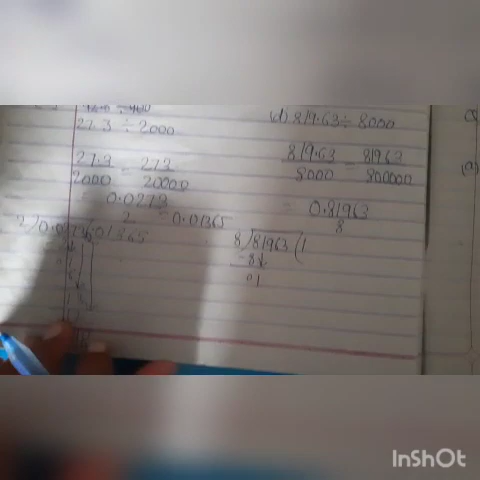 27.3 ÷ 2000
27.3/2000 = 273/20000
= 0.0273/2 = 0.01365
(d) 819.63 ÷ 8000
819.63/8000 = 81963/800000
= 0.81963/8
8)81963(1
-8↓
01
InShOt